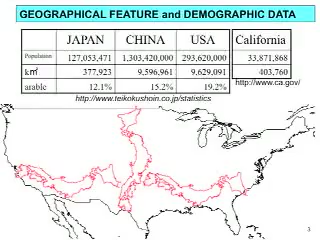 GEOGRAPHICAL FEATURE and DEMOGRAPHIC DATA
JAPAN CHINA USA California
Population 127,053,471 1,303,420,000 293,620,000 33,871,868
k㎡ 377,923 9,596,961 9,629,091 403,760
arable 12.1% 15.2% 19.2%
http://www.ca.gov/
http://www.teikokushoin.co.jp/statistics
3